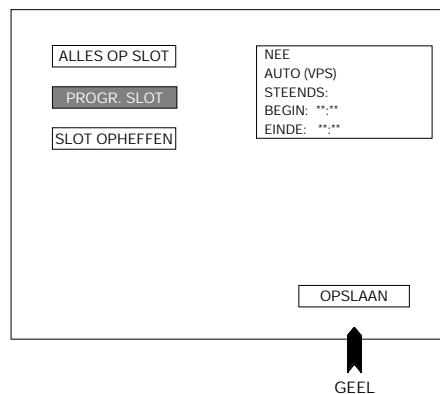 ALLES OP SLOT
PROGR. SLOT
SLOT OPHEFFEN
NEE
AUTO (VPS)
STEENDS:
BEGIN: **:**
EINDE: **:**
OPSLAAN
GEEL